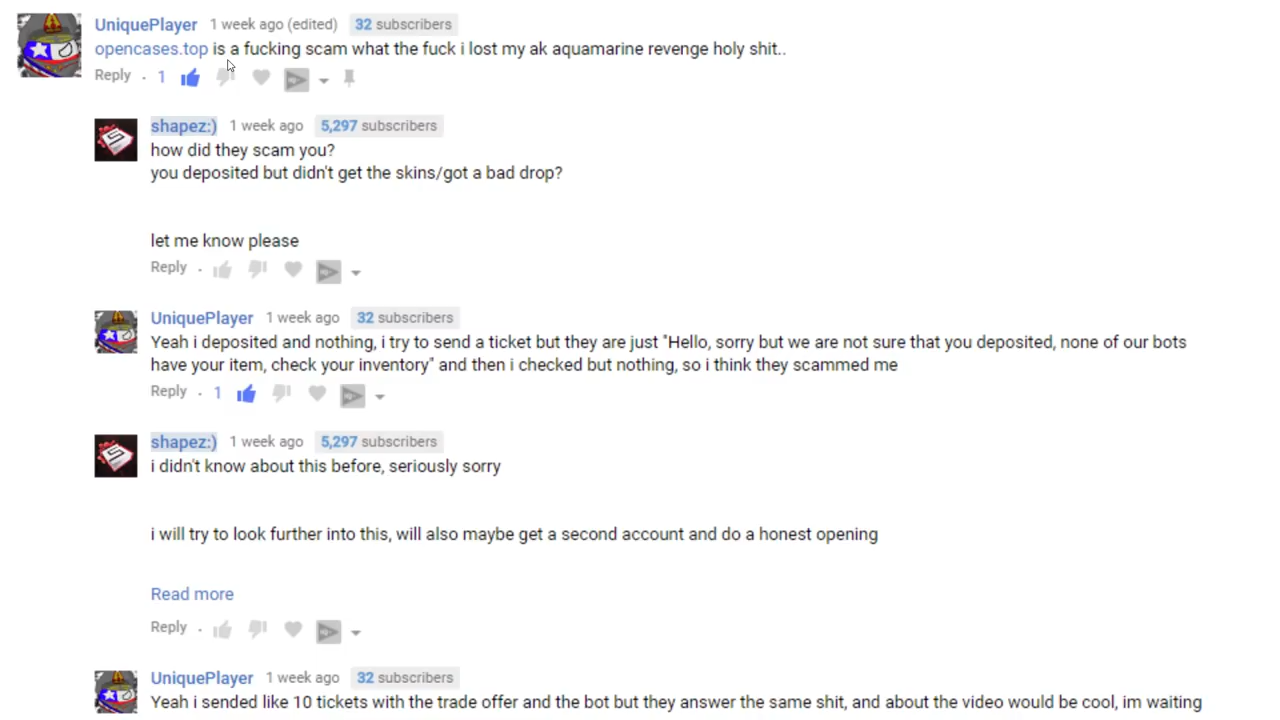 UniquePlayer 1 week ago (edited) 32 subscribers
opencases.top is a fucking scam what the fuck i lost my ak aquamarine revenge holy shit..
Reply · 1
shapez:) 1 week ago 5,297 subscribers
how did they scam you?
you deposited but didn't get the skins/got a bad drop?
let me know please
Reply ·
UniquePlayer 1 week ago 32 subscribers
Yeah i deposited and nothing, i try to send a ticket but they are just "Hello, sorry but we are not sure that you deposited, none of our bots
have your item, check your inventory" and then i checked but nothing, so i think they scammed me
Reply · 1
shapez:) 1 week ago 5,297 subscribers
i didn't know about this before, seriously sorry
i will try to look further into this, will also maybe get a second account and do a honest opening
Read more
Reply ·
UniquePlayer 1 week ago 32 subscribers
Yeah i sended like 10 tickets with the trade offer and the bot but they answer the same shit, and about the video would be cool, im waiting